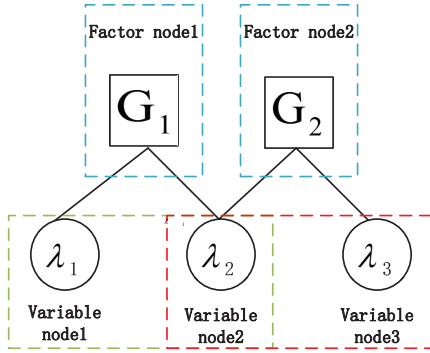 Factor node1
Factor node2
G1
G2
λ1
λ2
λ3
Variable
node1
Variable
node2
Variable
node3